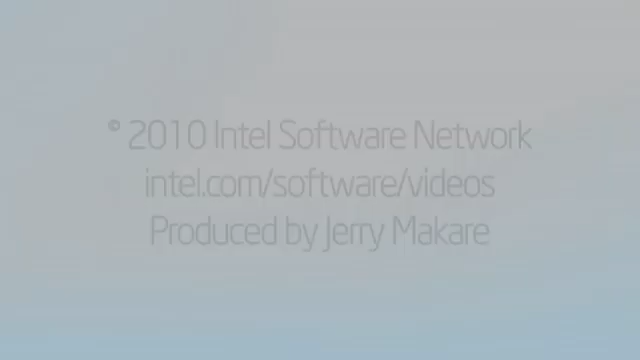 © 2010 Intel Software Network
intel.com/software/videos
Produced by Jerry Makare